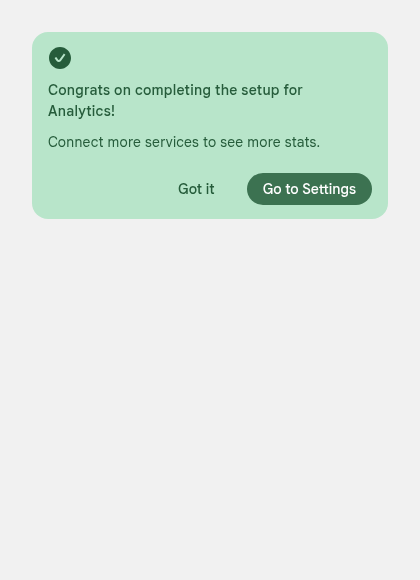 Congrats on completing the setup for
Analytics!
Connect more services to see more stats.
Got it
Go to Settings